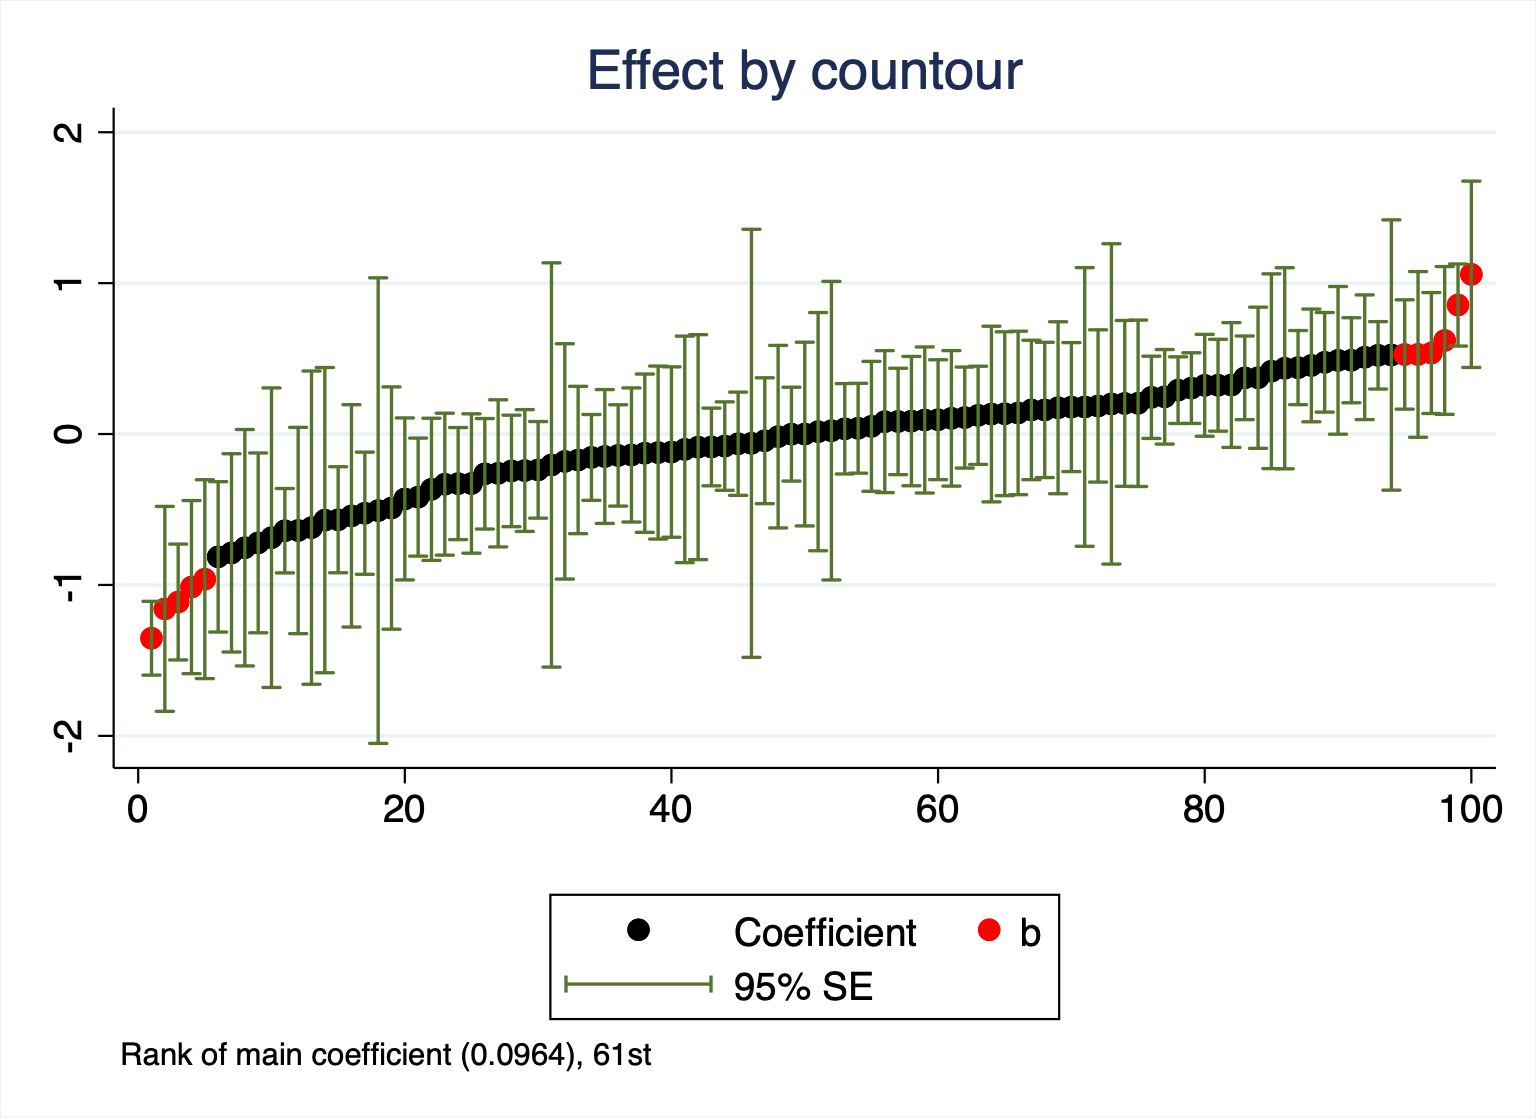 Effect by countour
2
1
0
-1
-2
0 20 40 60 80 100
Coefficient b
95% SE
Rank of main coefficient (0.0964), 61st